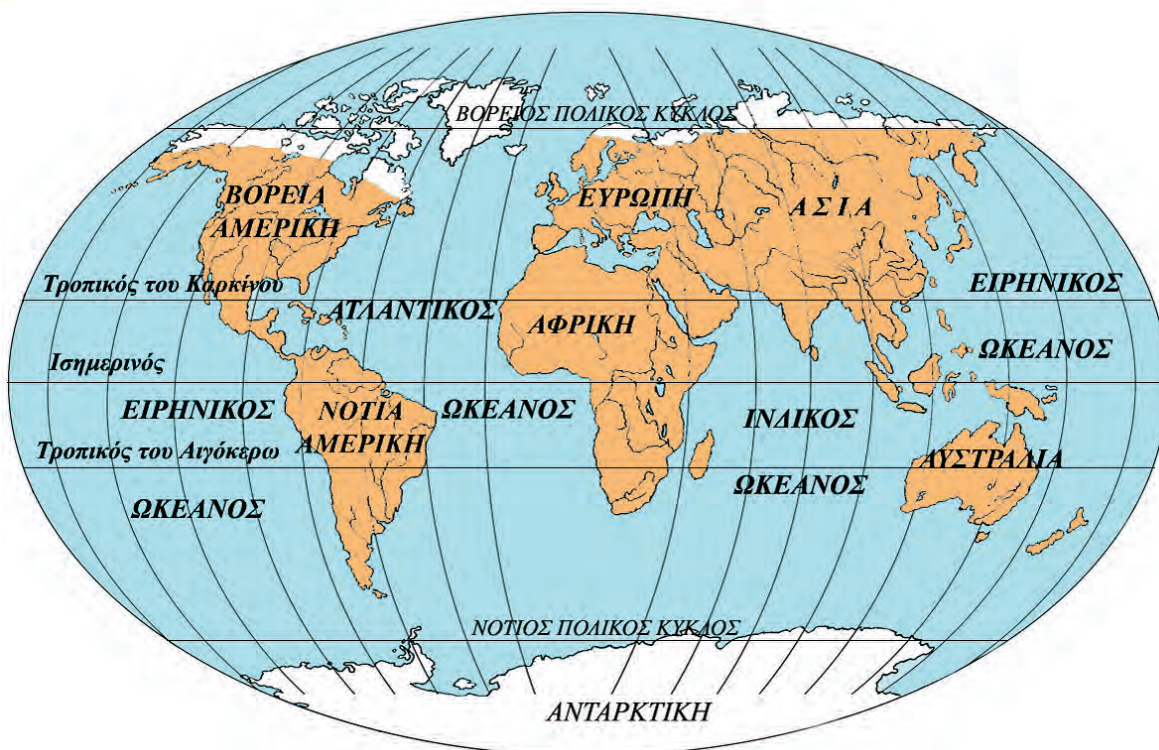 ΒΟΡΕΙΟΣ ΠΟΛΙΚΟΣ ΚΥΚΛΟΣ
ΒΟΡΕΙΑ
ΑΜΕΡΙΚΗ
ΕΥΡΩΠΗ
ΑΣΙΑ
Τροπικός του Καρκίνου
ΑΤΛΑΝΤΙΚΟΣ
ΑΦΡΙΚΗ
ΕΙΡΗΝΙΚΟΣ
ΩΚΕΑΝΟΣ
Ισημερινός
ΕΙΡΗΝΙΚΟΣ
ΝΟΤΙΑ
ΑΜΕΡΙΚΗ
ΩΚΕΑΝΟΣ
ΙΝΔΙΚΟΣ
Τροπικός του Αιγόκερω
ΑΥΣΤΡΑΛΙΑ
ΩΚΕΑΝΟΣ
ΩΚΕΑΝΟΣ
ΝΟΤΙΟΣ ΠΟΛΙΚΟΣ ΚΥΚΛΟΣ
ΑΝΤΑΡΚΤΙΚΗ